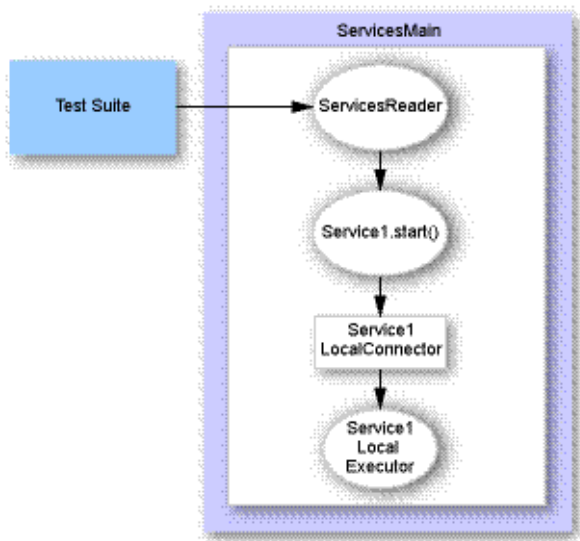 ServicesMain
Test Suite
ServicesReader
Service1.start()
Service1
LocalConnector
Service1
Local
Executor